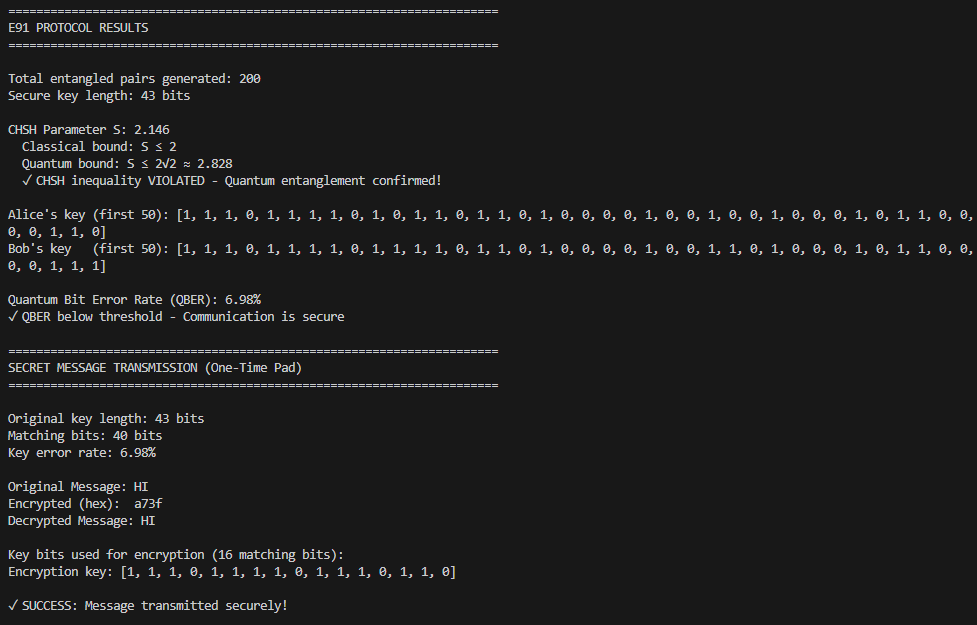 ======================================================================
E91 PROTOCOL RESULTS
======================================================================
Total entangled pairs generated: 200
Secure key length: 43 bits
CHSH Parameter S: 2.146
Classical bound: S ≤ 2
Quantum bound: S ≤ 2√2 ≈ 2.828
✓ CHSH inequality VIOLATED - Quantum entanglement confirmed!
Alice's key (first 50): [1, 1, 1, 0, 1, 1, 1, 1, 0, 1, 0, 1, 1, 0, 1, 1, 0, 1, 0, 0, 0, 0, 1, 0, 0, 1, 0, 0, 1, 0, 0, 0, 1, 0, 1, 1, 0, 0,
0, 0, 1, 1, 0]
Bob's key   (first 50): [1, 1, 1, 0, 1, 1, 1, 1, 0, 1, 1, 1, 1, 0, 1, 1, 0, 1, 0, 0, 0, 0, 1, 0, 0, 1, 1, 0, 1, 0, 0, 0, 1, 0, 1, 1, 0, 0,
0, 0, 1, 1, 1]
Quantum Bit Error Rate (QBER): 6.98%
✓ QBER below threshold - Communication is secure
======================================================================
SECRET MESSAGE TRANSMISSION (One-Time Pad)
======================================================================
Original key length: 43 bits
Matching bits: 40 bits
Key error rate: 6.98%
Original Message: HI
Encrypted (hex):  a73f
Decrypted Message: HI
Key bits used for encryption (16 matching bits):
Encryption key: [1, 1, 1, 0, 1, 1, 1, 1, 0, 1, 1, 1, 0, 1, 1, 0]
✓ SUCCESS: Message transmitted securely!